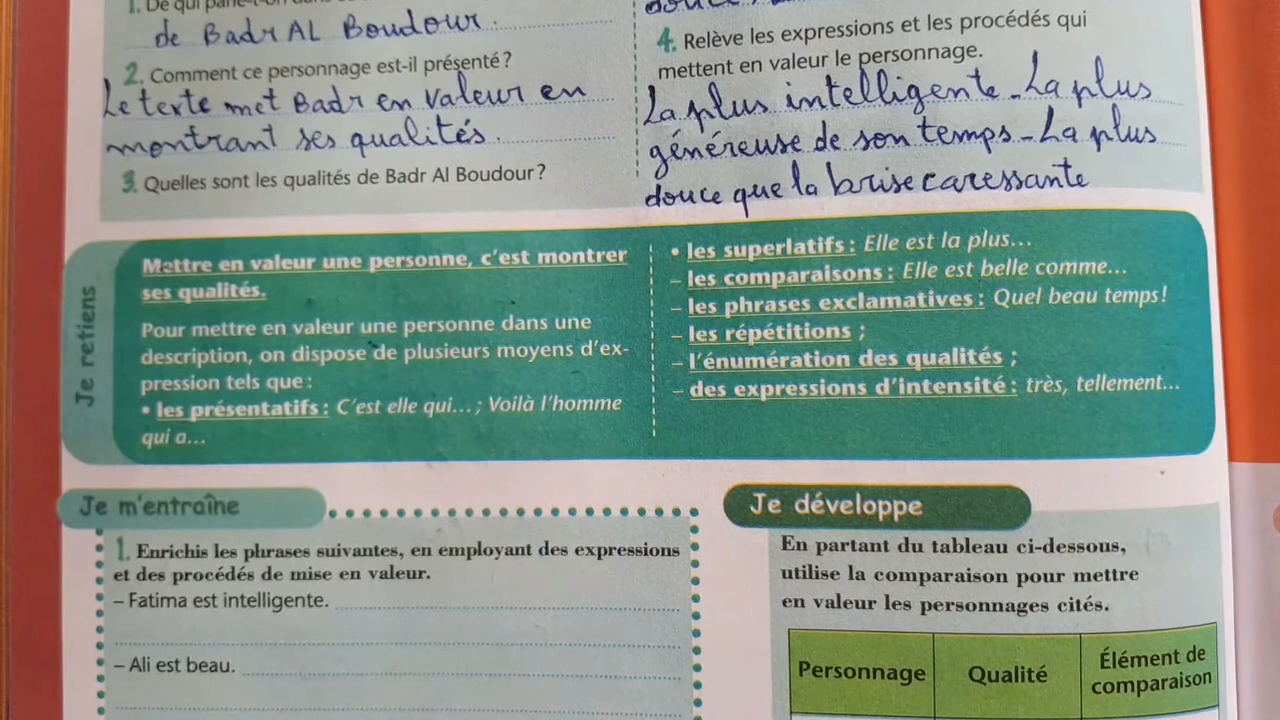 1. De qui parle-t-on dans
de Badr AL Boudour.
2. Comment ce personnage est-il présenté ?
Le texte met Badr en valeur en
montrant ses qualités.
3. Quelles sont les qualités de Badr Al Boudour ?
douce
4. Relève les expressions et les procédés qui
mettent en valeur le personnage.
La plus intelligente - La plus
généreuse de son temps - La plus
douce que la brise caressante
Je retiens
Mettre en valeur une personne, c'est montrer
ses qualités.
Pour mettre en valeur une personne dans une
description, on dispose de plusieurs moyens d'ex-
pression tels que :
• les présentatifs : C'est elle qui... ; Voilà l'homme
qui a...
• les superlatifs : Elle est la plus...
– les comparaisons : Elle est belle comme...
– les phrases exclamatives : Quel beau temps !
– les répétitions ;
– l'énumération des qualités ;
– des expressions d'intensité : très, tellement...
Je m'entraîne
1. Enrichis les phrases suivantes, en employant des expressions
et des procédés de mise en valeur.
– Fatima est intelligente.
– Ali est beau.
Je développe
En partant du tableau ci-dessous,
utilise la comparaison pour mettre
en valeur les personnages cités.
Personnage
Qualité
Élément de
comparaison